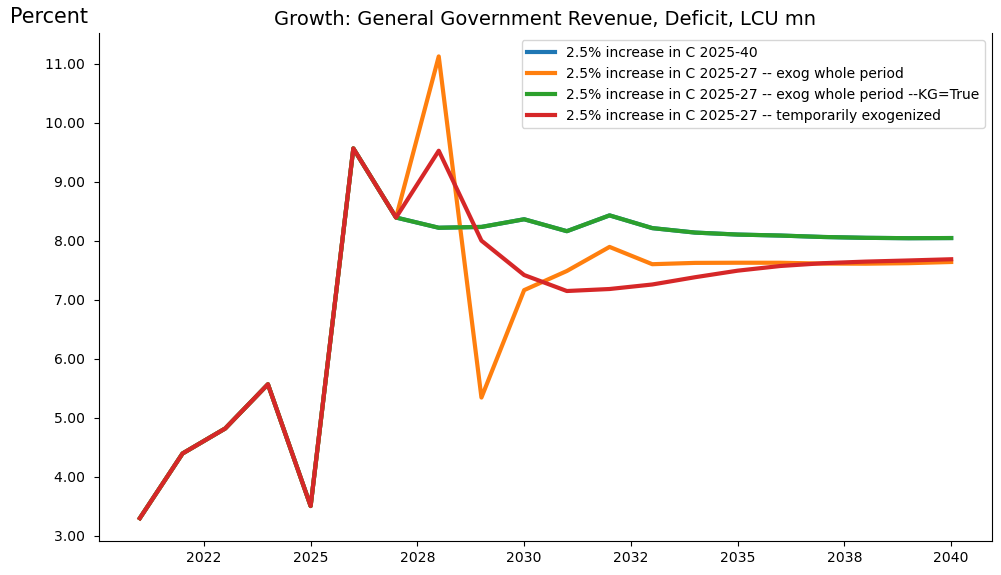 Percent
Growth: General Government Revenue, Deficit, LCU mn
2.5% increase in C 2025-40
2.5% increase in C 2025-27 -- exog whole period
2.5% increase in C 2025-27 -- exog whole period --KG=True
2.5% increase in C 2025-27 -- temporarily exogenized
11.00
10.00
9.00
8.00
7.00
6.00
5.00
4.00
3.00
2022 2025 2028 2030 2032 2035 2038 2040